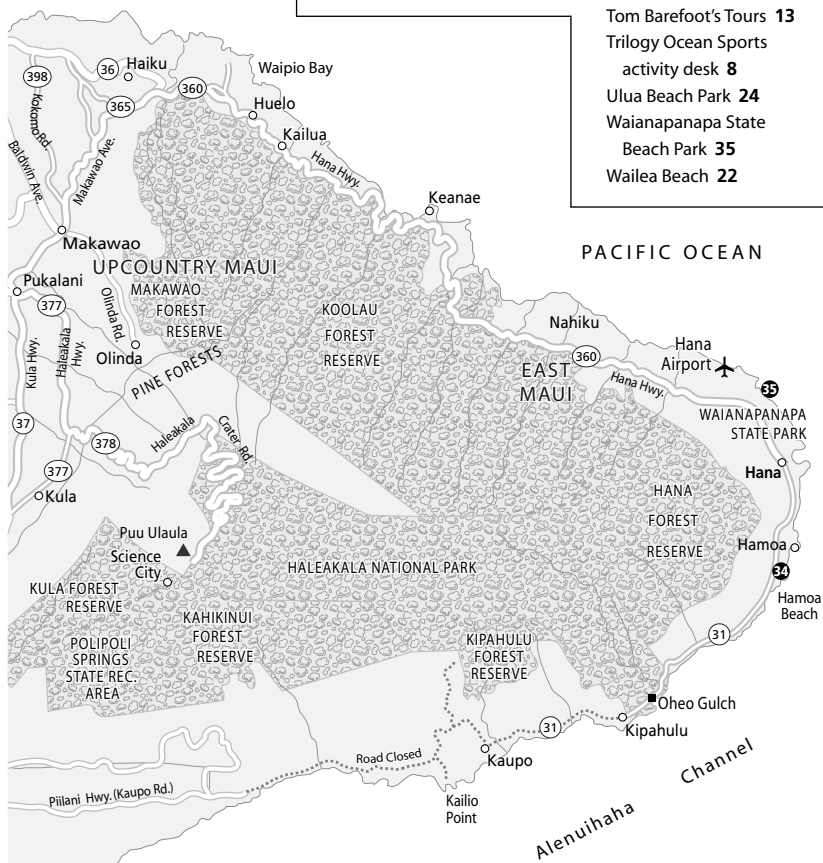 Tom Barefoot's Tours 13
Trilogy Ocean Sports
activity desk 8
Ulua Beach Park 24
Waianapanapa State
Beach Park 35
Wailea Beach 22
PACIFIC OCEAN
36
Haiku
Waipio Bay
398
360
365
Huelo
Kokomo Rd.
Kailua
Baldwin Ave.
Makawao Ave.
Hana Hwy.
Keanae
Makawao
UPCOUNTRY MAUI
Pukalani
MAKAWAO
FOREST
RESERVE
377
Olinda Rd.
KOOLAU
FOREST
RESERVE
Nahiku
Hana
Airport
Kula Hwy.
Haleakala
Hwy.
Olinda
PINE FORESTS
360
EAST
MAUI
Hana Hwy.
35
WAIANAPANAPA
STATE PARK
37
378
Haleakala
Crater Rd.
377
Hana
Kula
HANA
FOREST
RESERVE
Puu Ulaula
Science
City
HALEAKALA NATIONAL PARK
Hamoa
34
Hamoa
Beach
KULA FOREST
RESERVE
KAHIKINUI
FOREST
RESERVE
POLIPOLI
SPRINGS
STATE REC.
AREA
KIPAHULU
FOREST
RESERVE
31
Oheo Gulch
31
Kipahulu
Road Closed
Kaupo
Piilani Hwy. (Kaupo Rd.)
Kailio
Point
Alenuihaha Channel